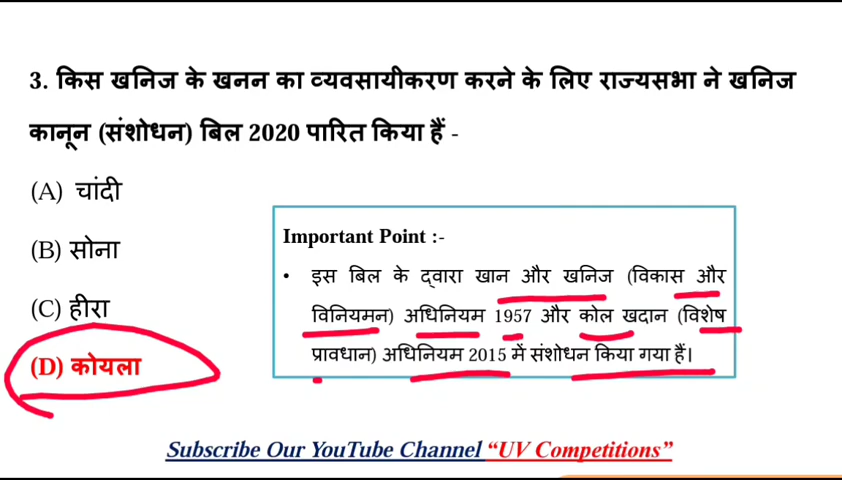 3. किस खनिज के खनन का व्यवसायीकरण करने के लिए राज्यसभा ने खनिज
कानून (संशोधन) बिल 2020 पारित किया हैं -
(A) चांदी
(B) सोना
(C) हीरा
(D) कोयला
Important Point :-
• इस बिल के द्वारा खान और खनिज (विकास और
विनियमन) अधिनियम 1957 और कोल खदान (विशेष
प्रावधान) अधिनियम 2015 में संशोधन किया गया हैं।
Subscribe Our YouTube Channel “UV Competitions”